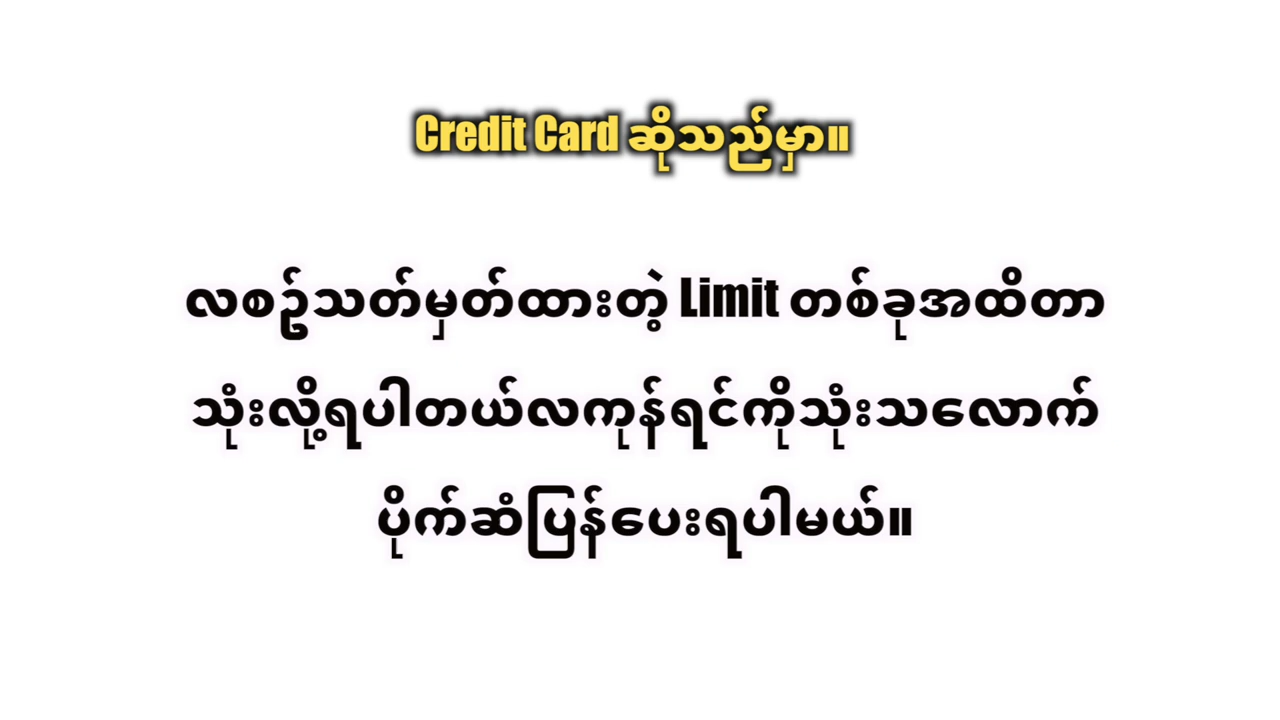 Credit Card ဆိုသည်မှာ။
လစဥ်သတ်မှတ်ထားတဲ့ Limit တစ်ခုအထိတာ
သုံးလို့ရပါတယ်လကုန်ရင်ကိုသုံးသလောက်
ပိုက်ဆံပြန်ပေးရပါမယ်။